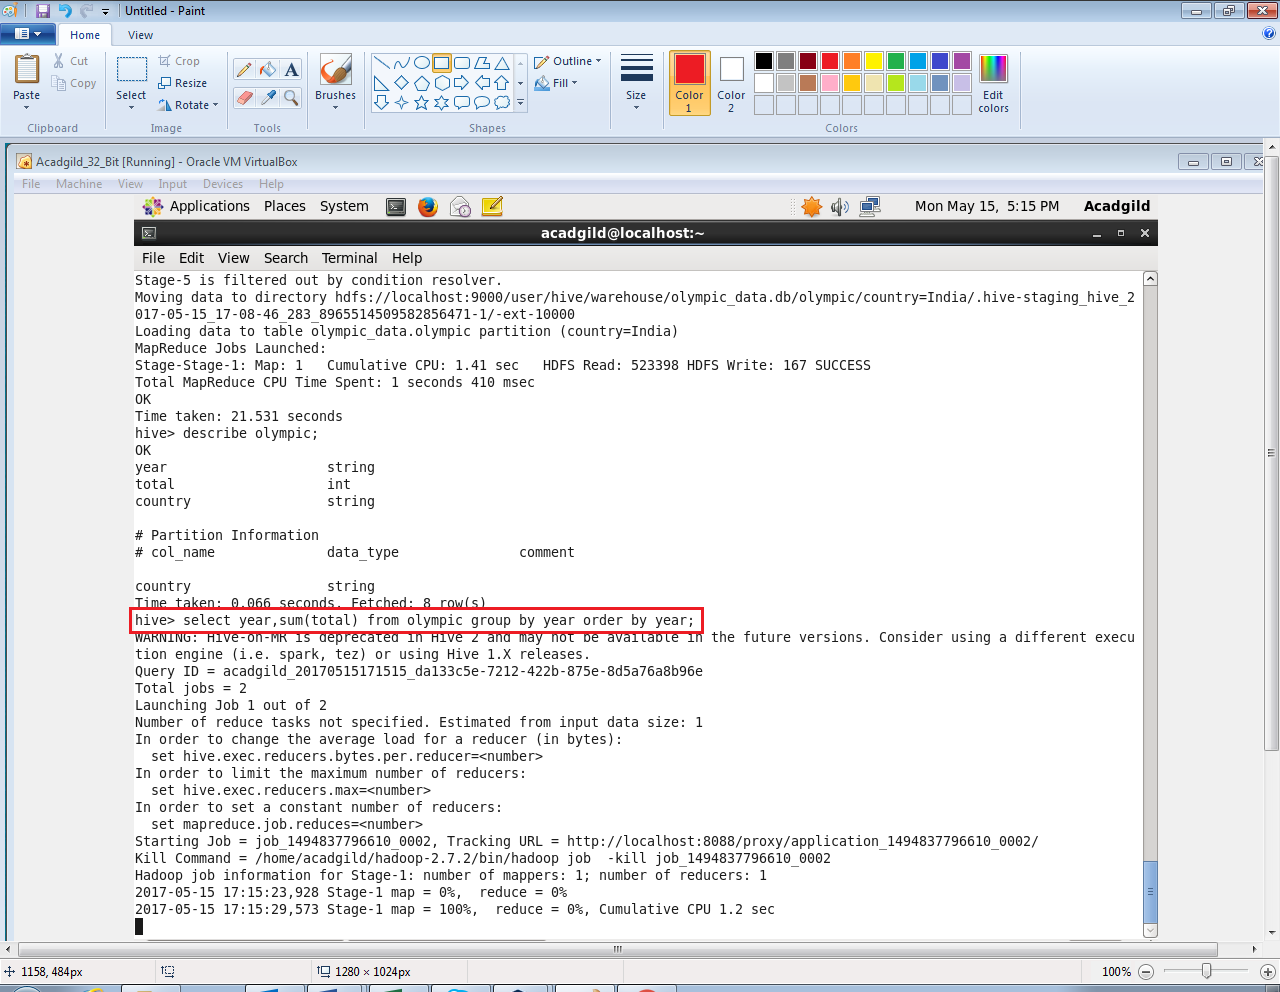 Untitled - Paint
Home
View
Paste
Cut
Copy
Clipboard
Select
Crop
Resize
Rotate
Image
A
Tools
Brushes
Outline
Fill
Shapes
Size
Color 1
Color 2
Edit colors
Colors
Acadgild_32_Bit [Running] - Oracle VM VirtualBox
File Machine View Input Devices Help
Applications Places System
Mon May 15, 5:15 PM Acadgild
acadgild@localhost:~
File Edit View Search Terminal Help
Stage-5 is filtered out by condition resolver.
Moving data to directory hdfs://localhost:9000/user/hive/warehouse/olympic_data.db/olympic/country=India/.hive-staging_hive_2
017-05-15_17-08-46_283_8965514509582856471-1/-ext-10000
Loading data to table olympic_data.olympic partition (country=India)
MapReduce Jobs Launched:
Stage-Stage-1: Map: 1   Cumulative CPU: 1.41 sec   HDFS Read: 523398 HDFS Write: 167 SUCCESS
Total MapReduce CPU Time Spent: 1 seconds 410 msec
OK
Time taken: 21.531 seconds
hive> describe olympic;
OK
year                    string
total                   int
country                 string
# Partition Information
# col_name              data_type               comment
country                 string
Time taken: 0.066 seconds, Fetched: 8 row(s)
hive> select year,sum(total) from olympic group by year order by year;
WARNING: Hive-on-MR is deprecated in Hive 2 and may not be available in the future versions. Consider using a different execu
tion engine (i.e. spark, tez) or using Hive 1.X releases.
Query ID = acadgild_20170515171515_da133c5e-7212-422b-875e-8d5a76a8b96e
Total jobs = 2
Launching Job 1 out of 2
Number of reduce tasks not specified. Estimated from input data size: 1
In order to change the average load for a reducer (in bytes):
  set hive.exec.reducers.bytes.per.reducer=<number>
In order to limit the maximum number of reducers:
  set hive.exec.reducers.max=<number>
In order to set a constant number of reducers:
  set mapreduce.job.reduces=<number>
Starting Job = job_1494837796610_0002, Tracking URL = http://localhost:8088/proxy/application_1494837796610_0002/
Kill Command = /home/acadgild/hadoop-2.7.2/bin/hadoop job  -kill job_1494837796610_0002
Hadoop job information for Stage-1: number of mappers: 1; number of reducers: 1
2017-05-15 17:15:23,928 Stage-1 map = 0%,  reduce = 0%
2017-05-15 17:15:29,573 Stage-1 map = 100%,  reduce = 0%, Cumulative CPU 1.2 sec
1158, 484px
1280 × 1024px
100%